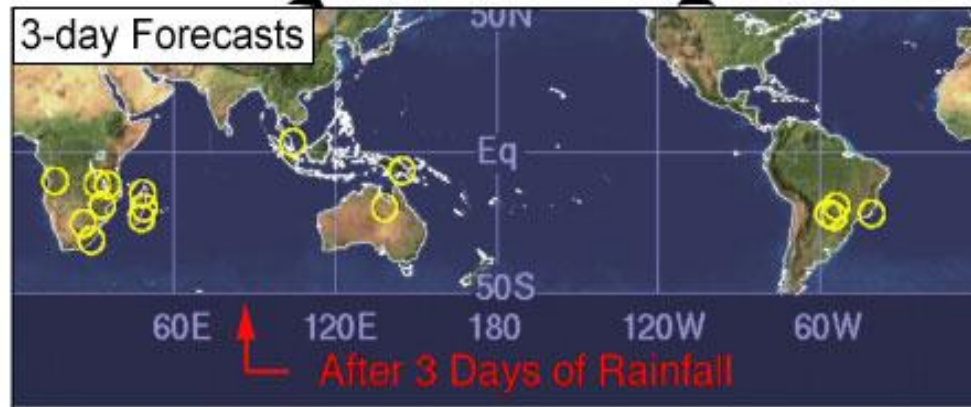 3-day Forecasts
50N
Eq
50S
60E 120E 180 120W 60W
After 3 Days of Rainfall